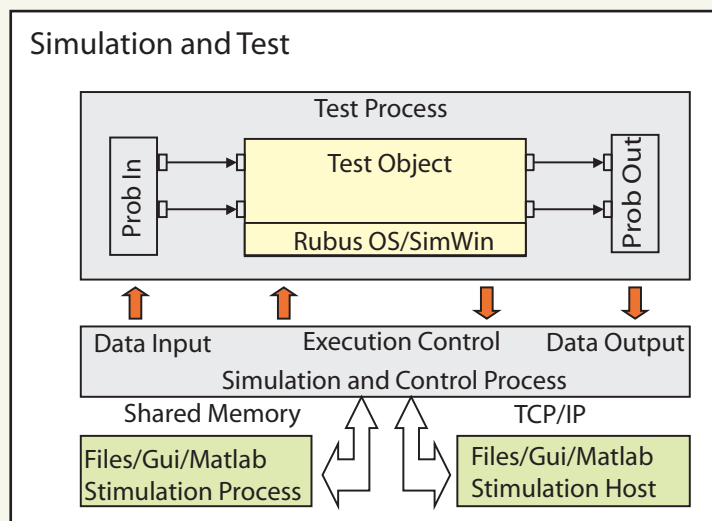 Simulation and Test
Test Process
Prob In
Test Object
Prob Out
Rubus OS/SimWin
Data Input
Execution Control
Data Output
Simulation and Control Process
Shared Memory
TCP/IP
Files/Gui/Matlab
Stimulation Process
Files/Gui/Matlab
Stimulation Host